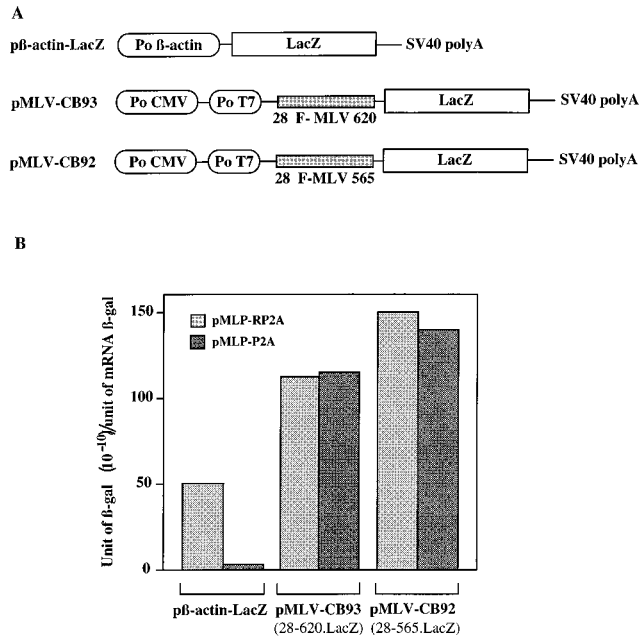 A
pß-actin-LacZ Po ß-actin LacZ SV40 polyA
pMLV-CB93 Po CMV Po T7 LacZ SV40 polyA
28 F- MLV 620
pMLV-CB92 Po CMV Po T7 LacZ SV40 polyA
28 F-MLV 565
B
Unit of ß-gal (10⁻¹⁰)/unit of mRNA ß-gal
150
100
50
0
pMLP-RP2A
pMLP-P2A
pß-actin-LacZ pMLV-CB93 pMLV-CB92
(28-620.LacZ) (28-565.LacZ)